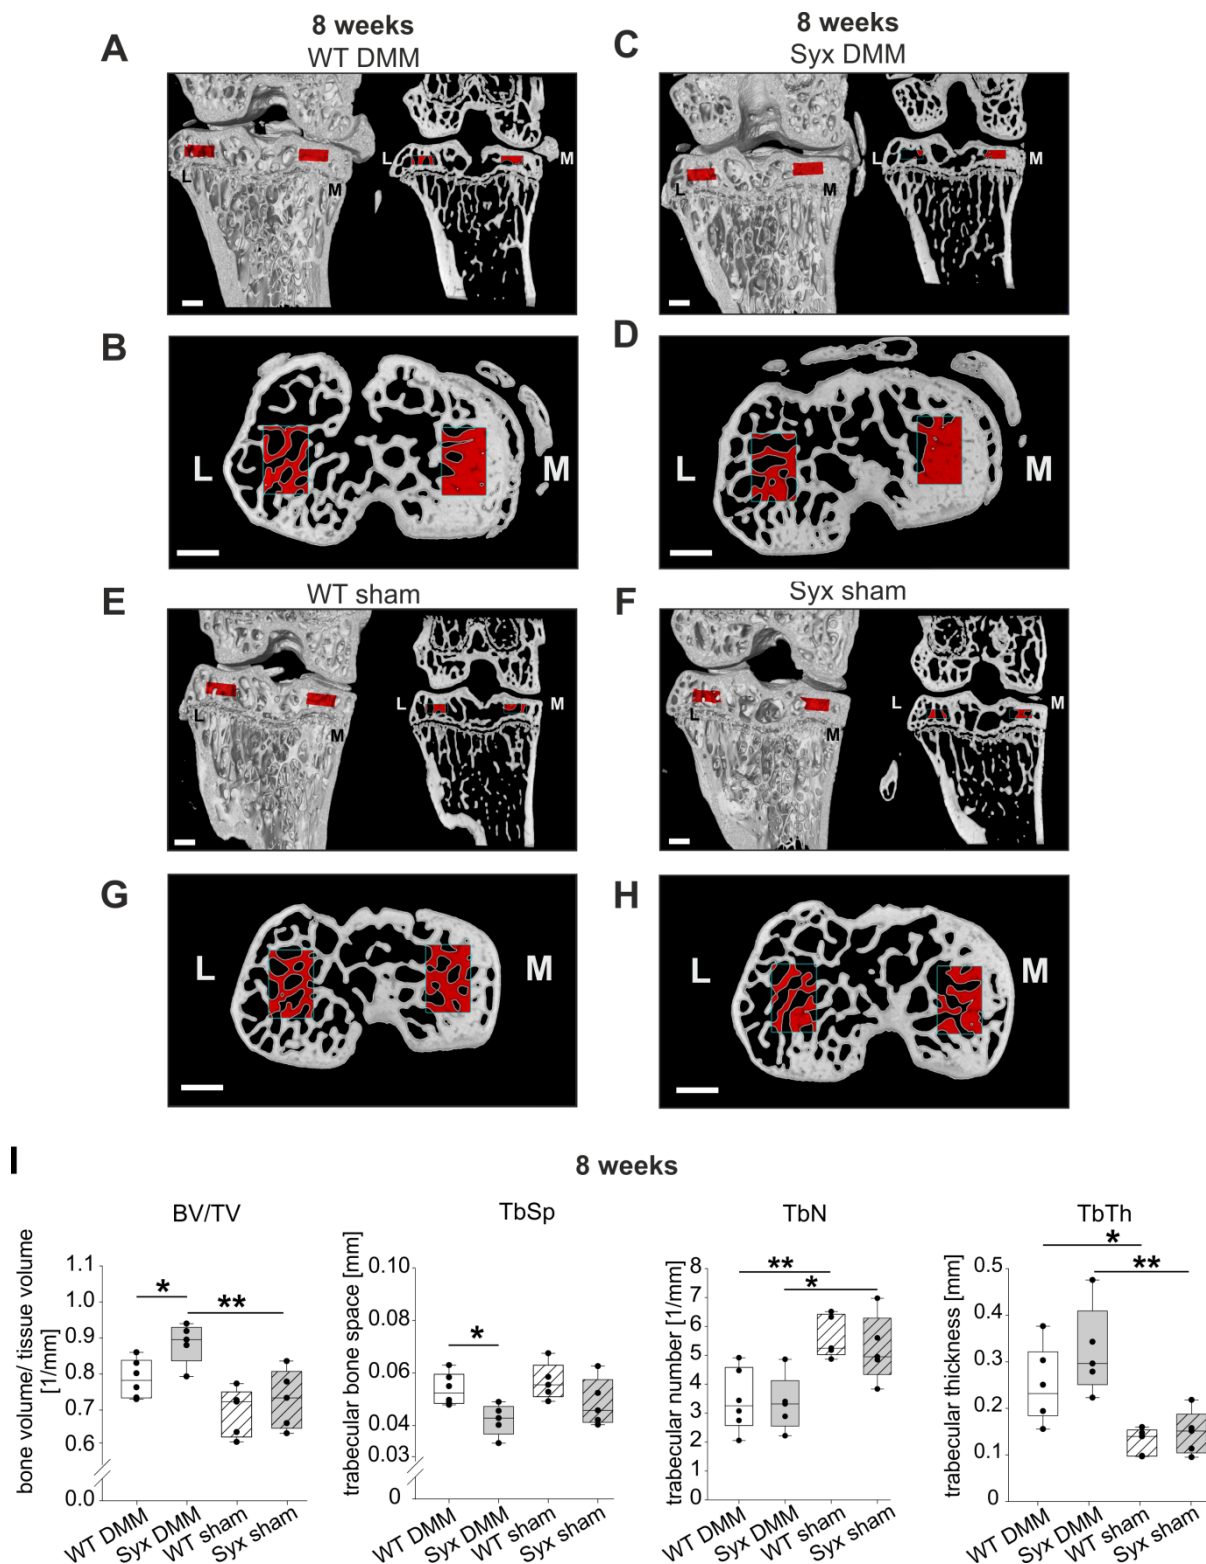 8 weeks
8 weeks
A
WT DMM
C
Syx DMM
L
M
L
M
L
M
L
M
B
D
L
M
L
M
WT sham
Syx sham
E
F
L
M
L
M
L
M
L
M
G
H
L
M
L
M
I
8 weeks
BV/TV
bone volume/ tissue volume
[1/mm]
1.1
1.0
0.9
0.8
0.7
0.6
0.0
*
**
WT DMM
Syx DMM
WT sham
Syx sham
TbSp
trabecular bone space [mm]
0.10
0.08
0.06
0.04
0.03
0
*
WT DMM
Syx DMM
WT sham
Syx sham
TbN
trabecular number [1/mm]
8
7
6
5
4
3
2
1
0
**
*
WT DMM
Syx DMM
WT sham
Syx sham
TbTh
trabecular thickness [mm]
0.5
0.4
0.3
0.2
0.1
0
*
**
WT DMM
Syx DMM
WT sham
Syx sham